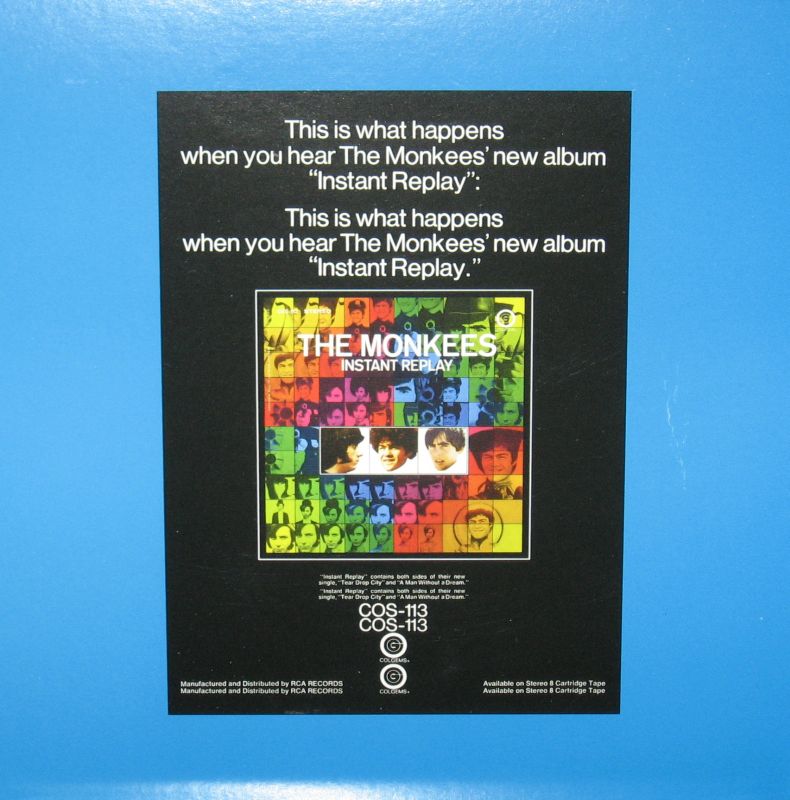 This is what happens
when you hear The Monkees' new album
“Instant Replay”:
This is what happens
when you hear The Monkees' new album
“Instant Replay.”
STEREO
THE MONKEES
INSTANT REPLAY
"Instant Replay" contains both sides of their new
single, "Tear Drop City" and "A Man Without a Dream."
"Instant Replay" contains both sides of their new
single, "Tear Drop City" and "A Man Without a Dream."
COS-113
COS-113
COLGEMS
COLGEMS
Manufactured and Distributed by RCA RECORDS
Manufactured and Distributed by RCA RECORDS
Available on Stereo 8 Cartridge Tape
Available on Stereo 8 Cartridge Tape